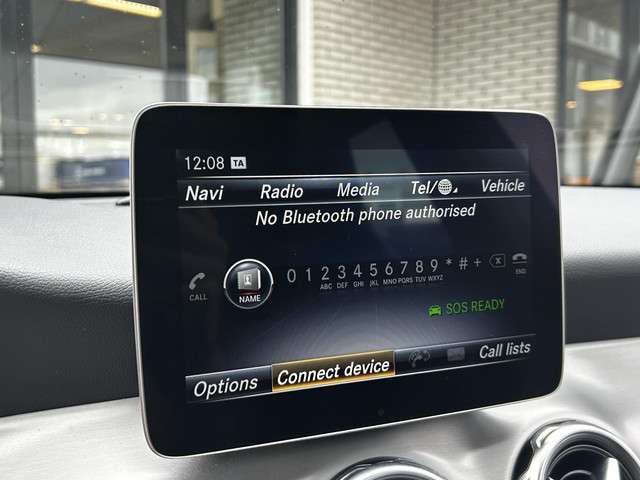 12:08 TA
Navi Radio Media Tel/ Vehicle
No Bluetooth phone authorised
CALL NAME 0 1 2 3 4 5 6 7 8 9 * # + END
ABC DEF GHI JKL MNO PQRS TUV WXYZ
SOS READY
Options Connect device Call lists